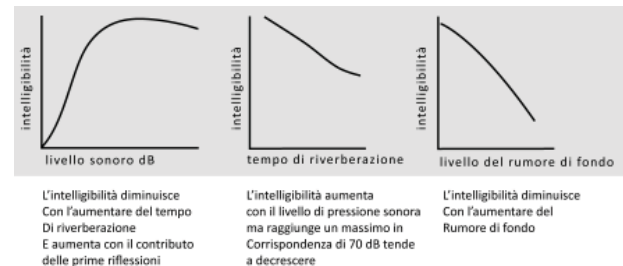 intelligibilità
livello sonoro dB
intelligibilità
tempo di riverberazione
intelligibilità
livello del rumore di fondo
L'intelligibilità diminuisce
Con l'aumentare del tempo
Di riverberazione
E aumenta con il contributo
delle prime riflessioni
L'intelligibilità aumenta
con il livello di pressione sonora
ma raggiunge un massimo in
Corrispondenza di 70 dB tende
a decrescere
L'intelligibilità diminuisce
Con l'aumentare del
Rumore di fondo